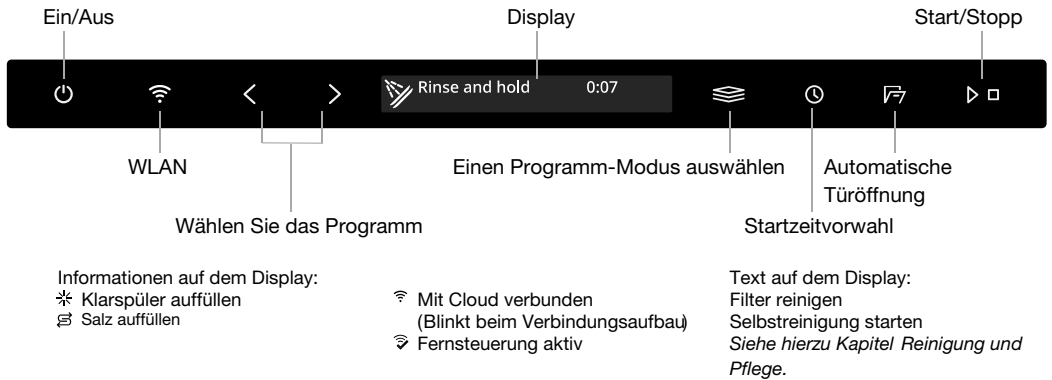 Ein/Aus
Display
Start/Stopp
Rinse and hold 0:07
WLAN
Einen Programm-Modus auswählen
Automatische
Türöffnung
Wählen Sie das Programm
Startzeitvorwahl
Informationen auf dem Display:
Klarspüler auffüllen
Salz auffüllen
Mit Cloud verbunden
(Blinkt beim Verbindungsaufbau)
Fernsteuerung aktiv
Text auf dem Display:
Filter reinigen
Selbstreinigung starten
Siehe hierzu Kapitel Reinigung und
Pflege.